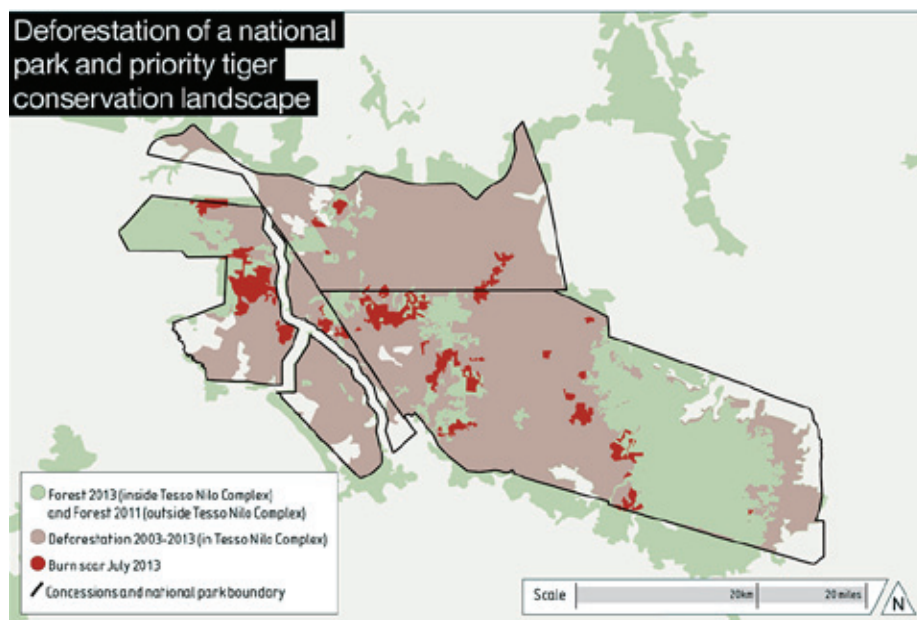 Deforestation of a national
park and priority tiger
conservation landscape
Forest 2013 (inside Tesso Nilo Complex)
and Forest 2011 (outside Tesso Nilo Complex)
Deforestation 2003-2013 (in Tesso Nilo Complex)
Burn scar July 2013
Concessions and national park boundary
Scale 20km 20 miles N